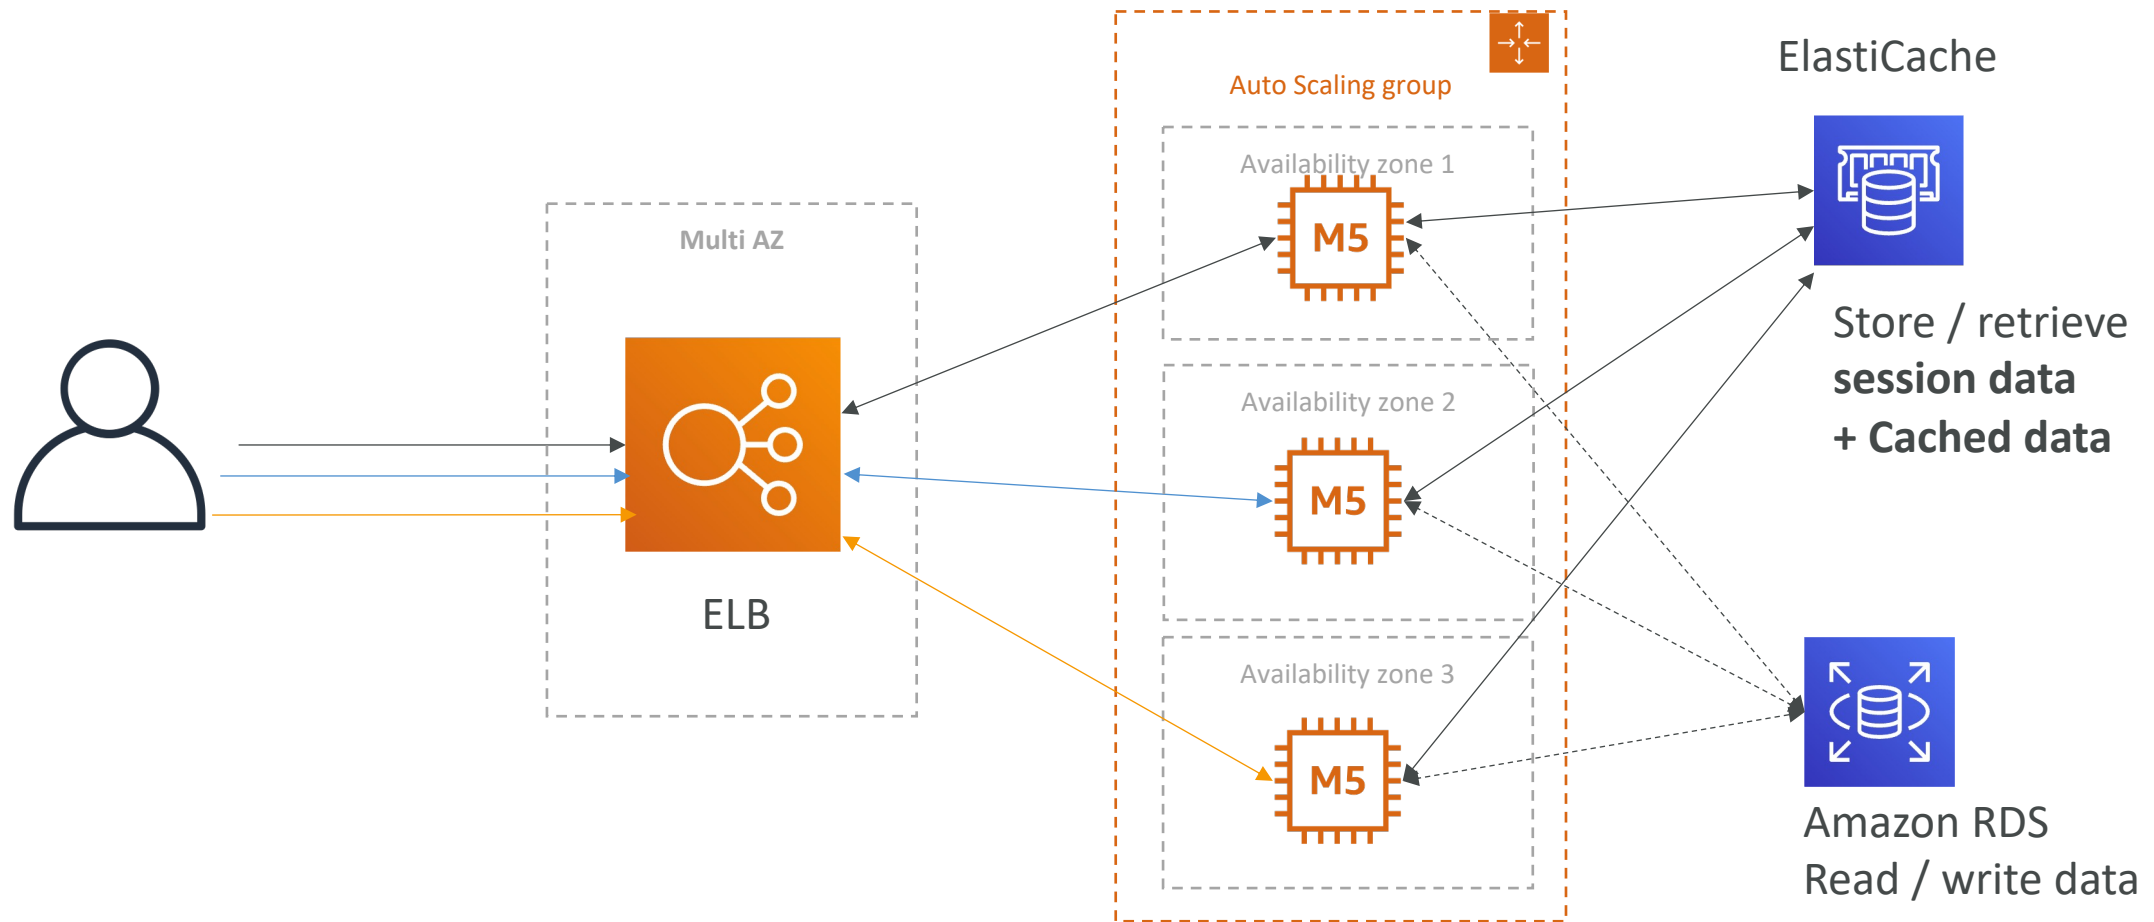 Auto Scaling group
ElastiCache
Availability zone 1
M5
Multi AZ
ELB
Availability zone 2
M5
Availability zone 3
M5
Store / retrieve
session data
+ Cached data
Amazon RDS
Read / write data